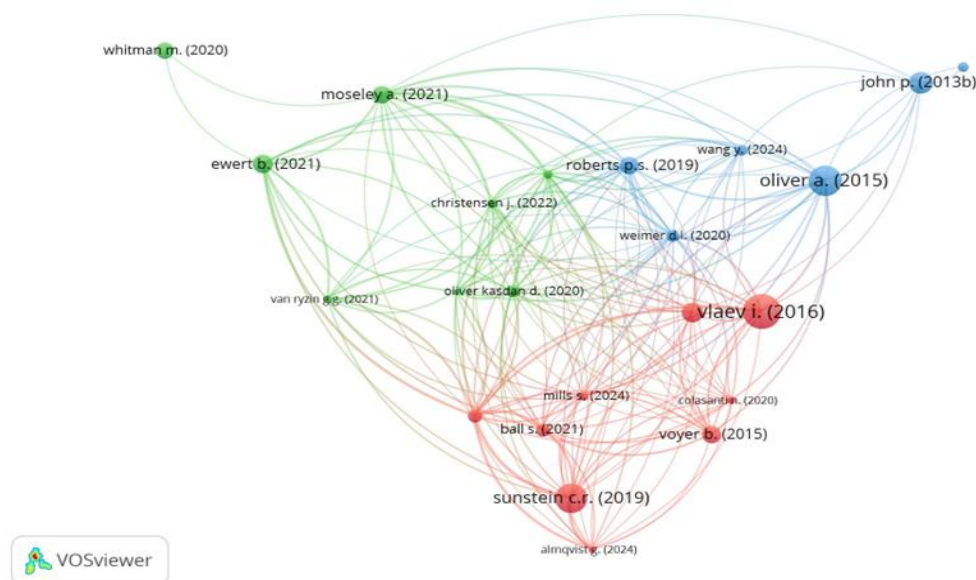 whitman m. (2020)
john p. (2013b)
moseley a. (2021)
wang y. (2024)
ewert b. (2021)
roberts p.s. (2019)
oliver a. (2015)
christensen j. (2022)
weimer d.l. (2020)
oliver kasdan d. (2020)
van ryzin g.g. (2021)
vlaev i. (2016)
mills s. (2024)
colasanti n. (2020)
ball s. (2021)
voyer b. (2015)
sunstein c.r. (2019)
almqvist g. (2024)
VOSviewer